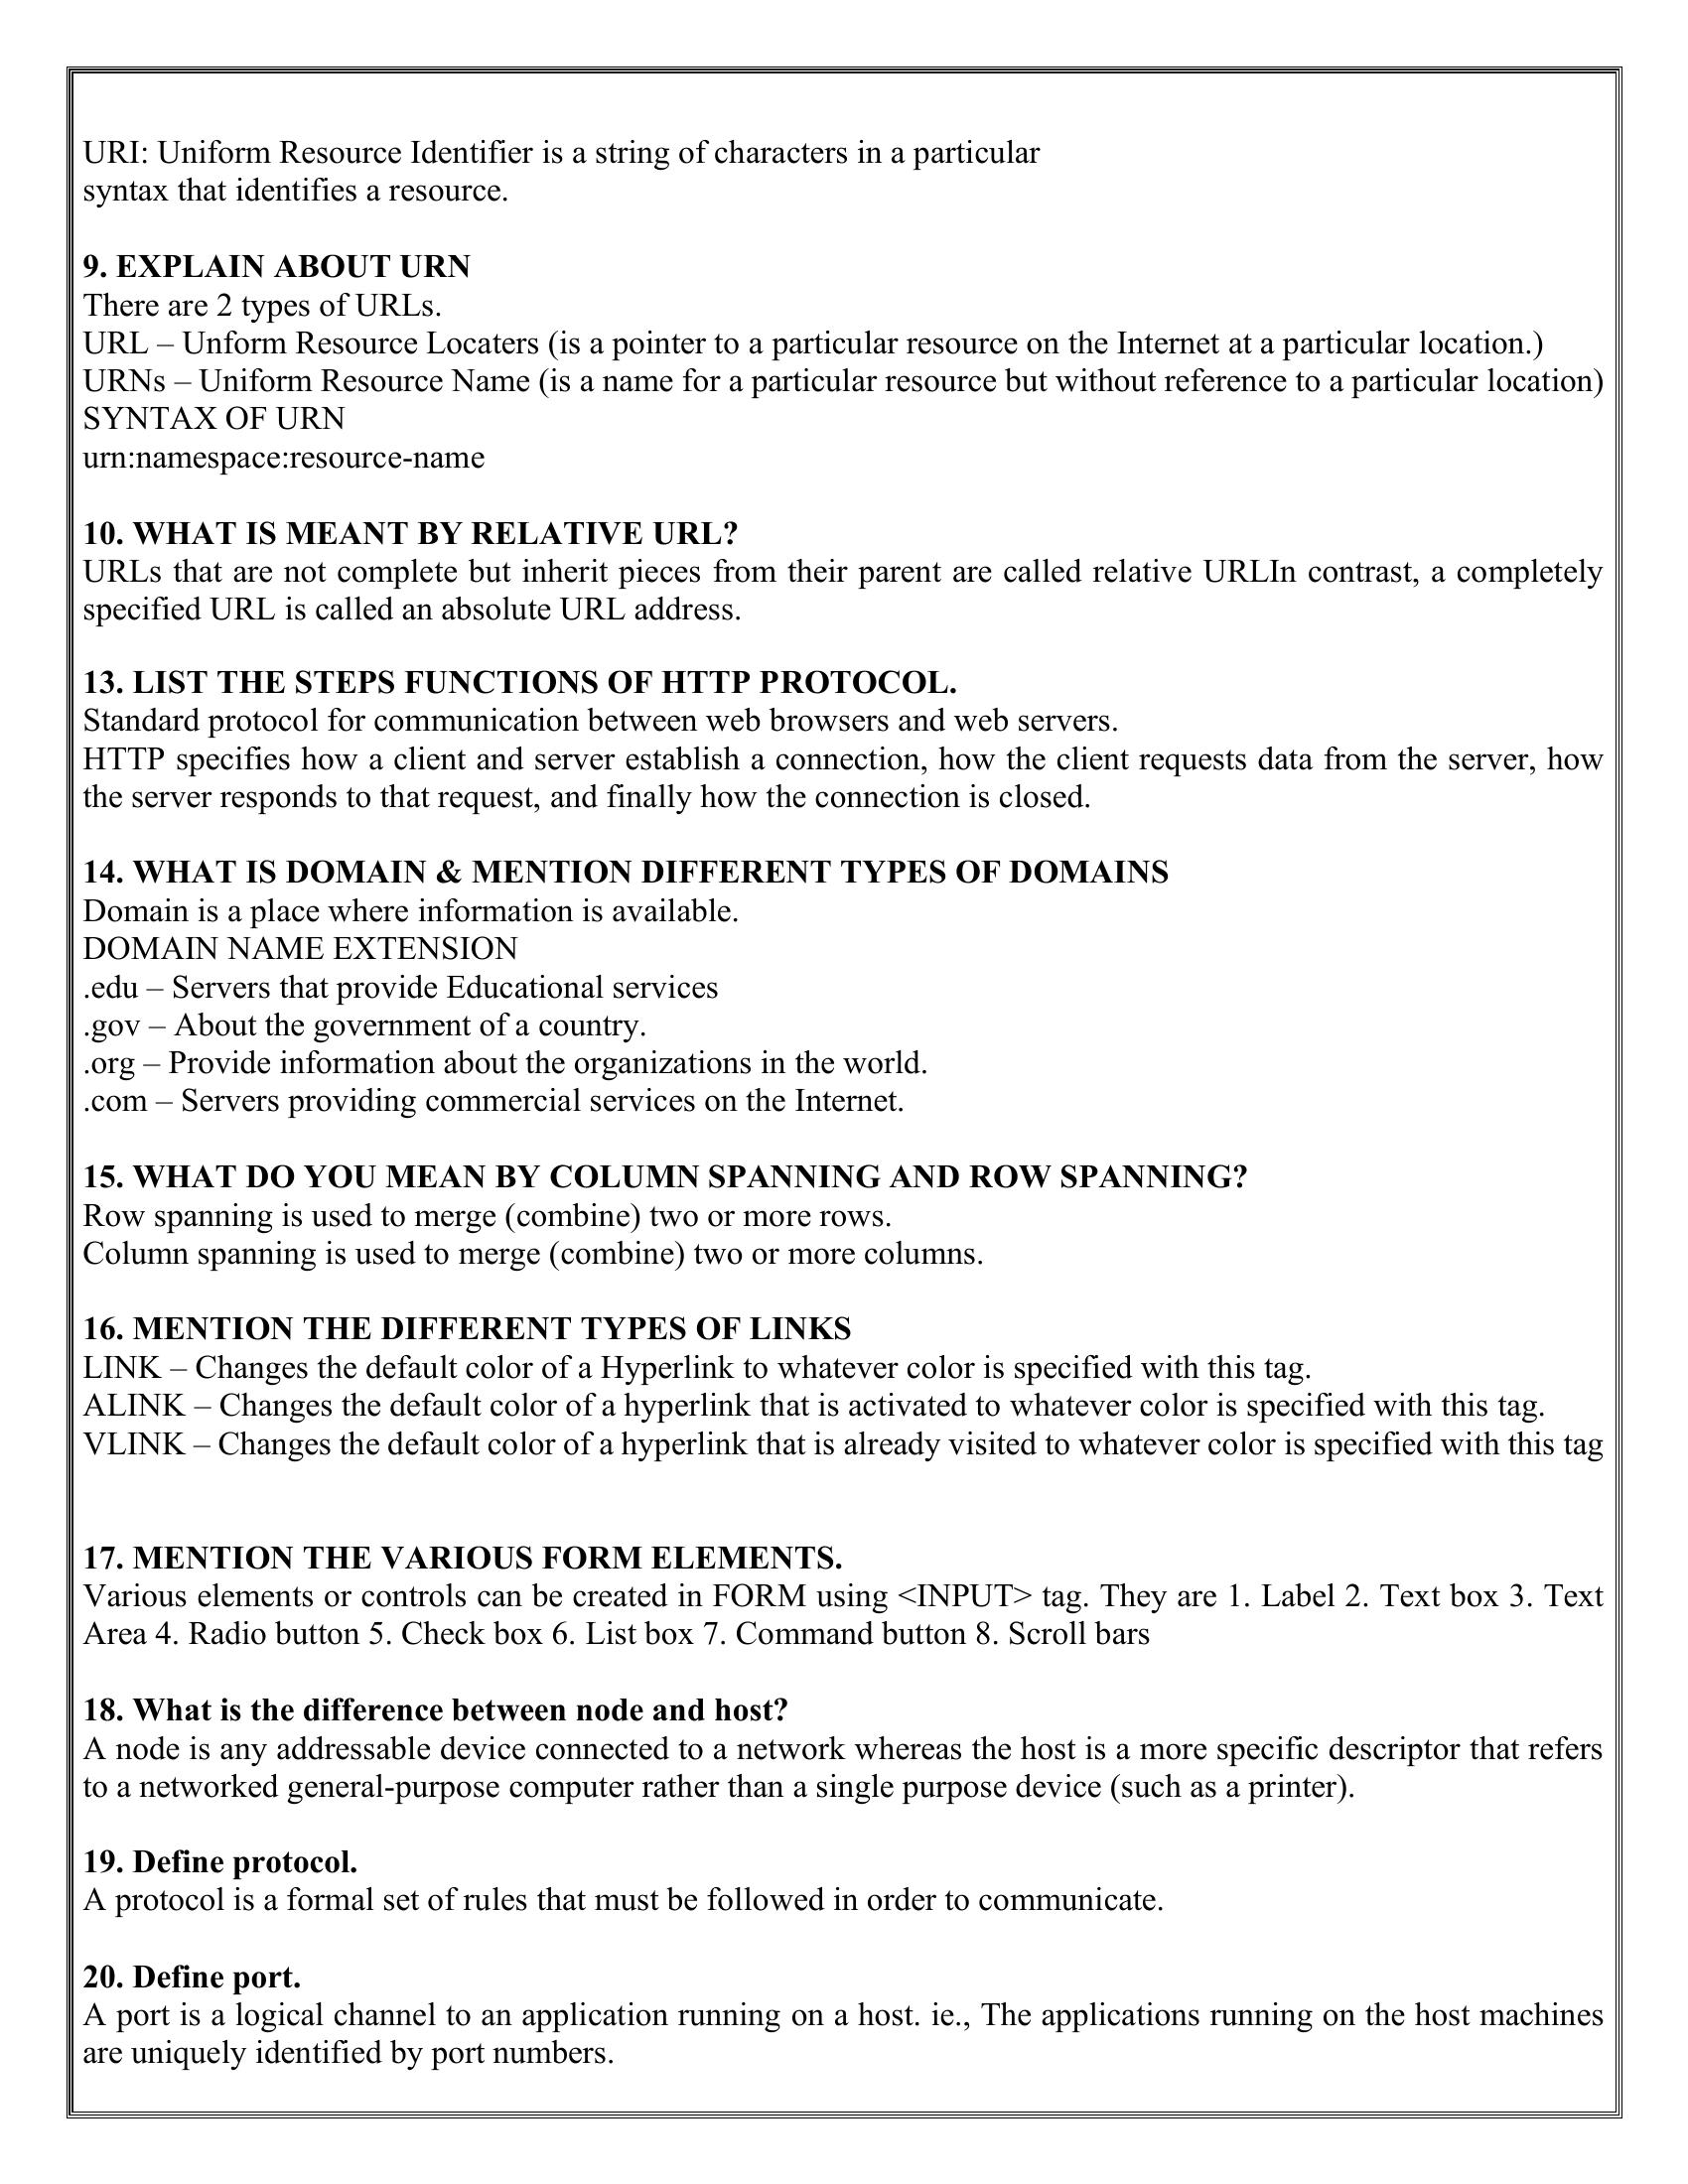 URI: Uniform Resource Identifier is a string of characters in a particular
syntax that identifies a resource.
9. EXPLAIN ABOUT URN
There are 2 types of URLs.
URL – Unform Resource Locaters (is a pointer to a particular resource on the Internet at a particular location.)
URNs – Uniform Resource Name (is a name for a particular resource but without reference to a particular location)
SYNTAX OF URN
urn:namespace:resource-name
10. WHAT IS MEANT BY RELATIVE URL?
URLs that are not complete but inherit pieces from their parent are called relative URLIn contrast, a completely
specified URL is called an absolute URL address.
13. LIST THE STEPS FUNCTIONS OF HTTP PROTOCOL.
Standard protocol for communication between web browsers and web servers.
HTTP specifies how a client and server establish a connection, how the client requests data from the server, how
the server responds to that request, and finally how the connection is closed.
14. WHAT IS DOMAIN & MENTION DIFFERENT TYPES OF DOMAINS
Domain is a place where information is available.
DOMAIN NAME EXTENSION
.edu – Servers that provide Educational services
.gov – About the government of a country.
.org – Provide information about the organizations in the world.
.com – Servers providing commercial services on the Internet.
15. WHAT DO YOU MEAN BY COLUMN SPANNING AND ROW SPANNING?
Row spanning is used to merge (combine) two or more rows.
Column spanning is used to merge (combine) two or more columns.
16. MENTION THE DIFFERENT TYPES OF LINKS
LINK – Changes the default color of a Hyperlink to whatever color is specified with this tag.
ALINK – Changes the default color of a hyperlink that is activated to whatever color is specified with this tag.
VLINK – Changes the default color of a hyperlink that is already visited to whatever color is specified with this tag
17. MENTION THE VARIOUS FORM ELEMENTS.
Various elements or controls can be created in FORM using <INPUT> tag. They are 1. Label 2. Text box 3. Text
Area 4. Radio button 5. Check box 6. List box 7. Command button 8. Scroll bars
18. What is the difference between node and host?
A node is any addressable device connected to a network whereas the host is a more specific descriptor that refers
to a networked general-purpose computer rather than a single purpose device (such as a printer).
19. Define protocol.
A protocol is a formal set of rules that must be followed in order to communicate.
20. Define port.
A port is a logical channel to an application running on a host. ie., The applications running on the host machines
are uniquely identified by port numbers.